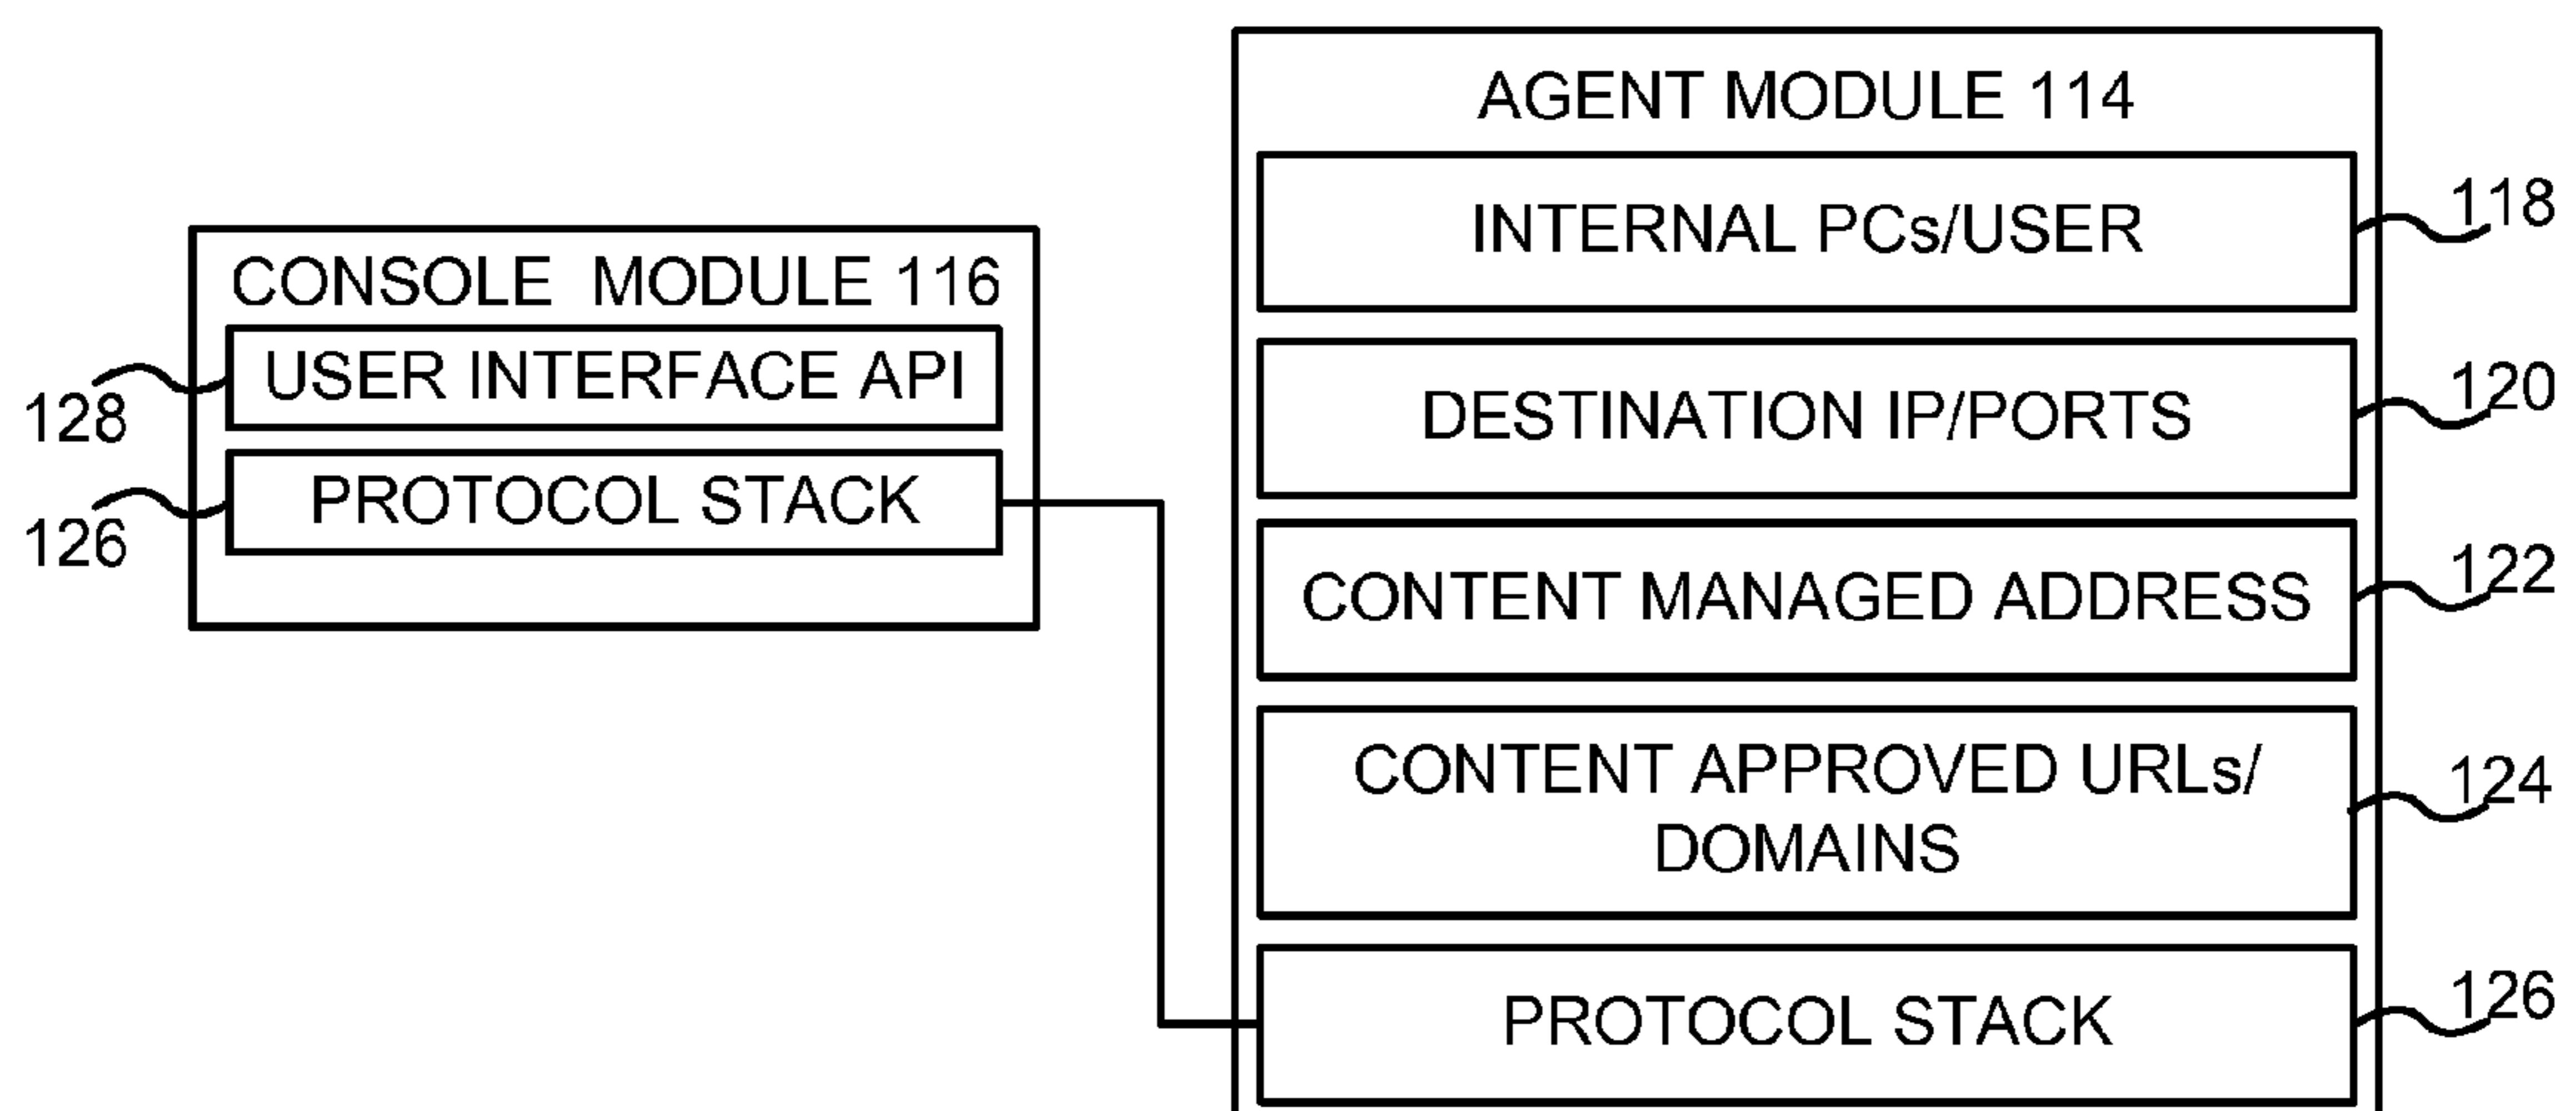 AGENT MODULE 114
INTERNAL PCs/USER
118
DESTINATION IP/PORTS
120
CONTENT MANAGED ADDRESS
122
CONTENT APPROVED URLs/
DOMAINS
124
PROTOCOL STACK
126
CONSOLE MODULE 116
USER INTERFACE API
128
PROTOCOL STACK
126